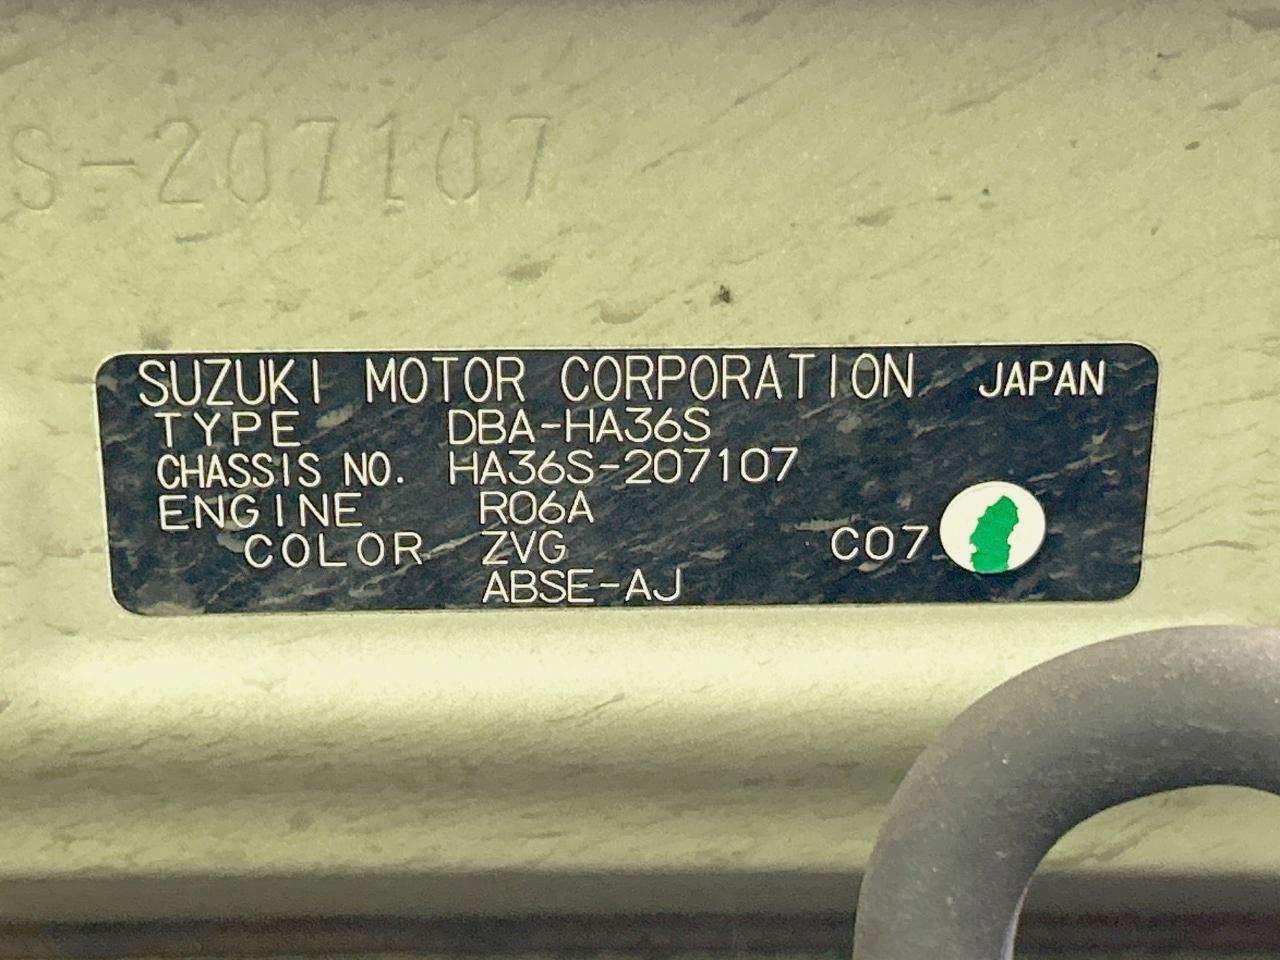 S-207107
SUZUKI MOTOR CORPORATION JAPAN
TYPE DBA-HA36S
CHASSIS NO. HA36S-207107
ENGINE R06A
COLOR ZVG C07
ABSE-AJ